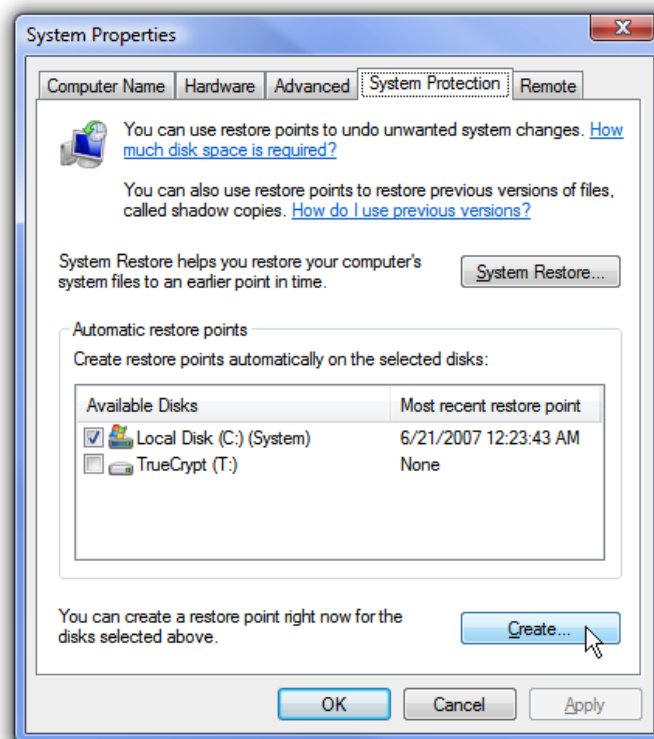 System Properties
Computer Name Hardware Advanced System Protection Remote
You can use restore points to undo unwanted system changes. How
much disk space is required?
You can also use restore points to restore previous versions of files,
called shadow copies. How do I use previous versions?
System Restore helps you restore your computer's
system files to an earlier point in time.
System Restore...
Automatic restore points
Create restore points automatically on the selected disks:
Available Disks Most recent restore point
Local Disk (C:) (System) 6/21/2007 12:23:43 AM
TrueCrypt (T:) None
You can create a restore point right now for the
disks selected above.
Create...
OK Cancel Apply